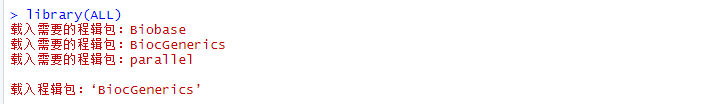 > library(ALL)
载入需要的程辑包：Biobase
载入需要的程辑包：BiocGenerics
载入需要的程辑包：parallel
载入程辑包：‘BiocGenerics’